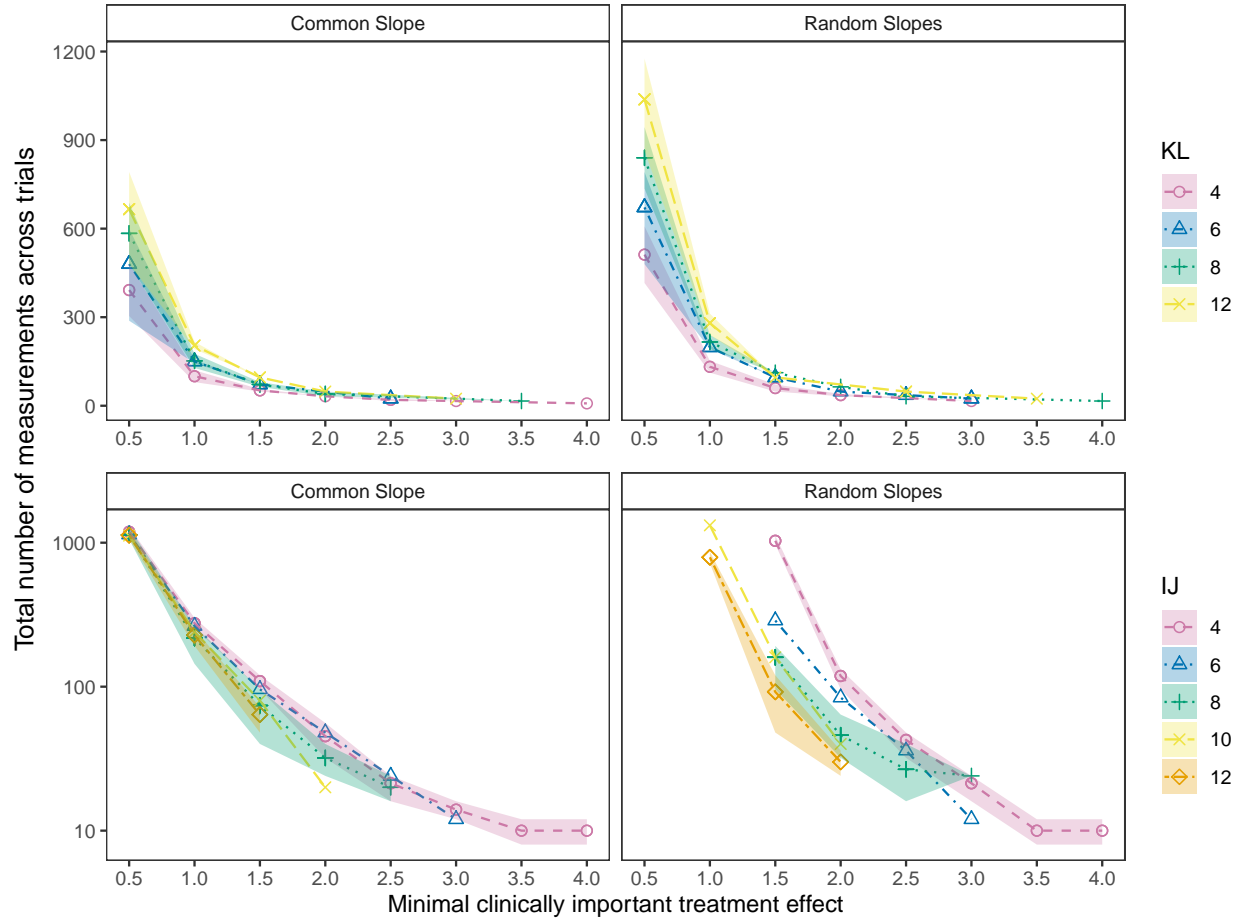 Common Slope
Random Slopes
1200
900
600
300
0
0.5 1.0 1.5 2.0 2.5 3.0 3.5 4.0
0.5 1.0 1.5 2.0 2.5 3.0 3.5 4.0
KL
4
6
8
12
Total number of measurements across trials
Common Slope
Random Slopes
1000
100
10
0.5 1.0 1.5 2.0 2.5 3.0 3.5 4.0
0.5 1.0 1.5 2.0 2.5 3.0 3.5 4.0
Minimal clinically important treatment effect
IJ
4
6
8
10
12